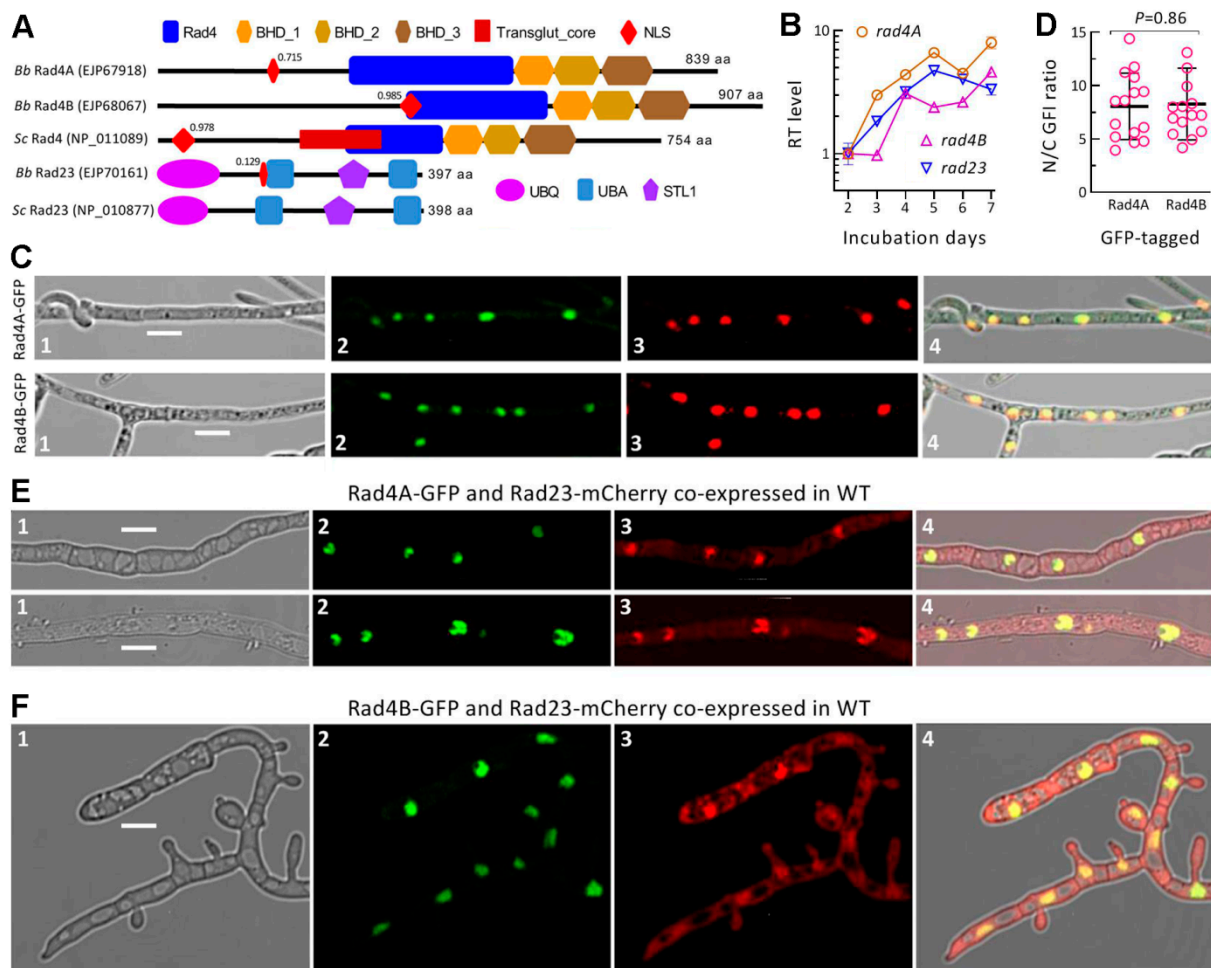 A
Rad4 BHD_1 BHD_2 BHD_3 Transglut_core NLS
Bb Rad4A (EJP67918) 0.715 839 aa
Bb Rad4B (EJP68067) 0.985 907 aa
Sc Rad4 (NP_011089) 0.978 754 aa
Bb Rad23 (EJP70161) 0.129 397 aa
Sc Rad23 (NP_010877) 398 aa
UBQ UBA STL1
B
RT level
10
1
rad4A
rad4B
rad23
2 3 4 5 6 7
Incubation days
D
P=0.86
N/C GFI ratio
15
10
5
0
Rad4A Rad4B
GFP-tagged
C
Rad4A-GFP
1 2 3 4
Rad4B-GFP
1 2 3 4
E
Rad4A-GFP and Rad23-mCherry co-expressed in WT
1 2 3 4
1 2 3 4
F
Rad4B-GFP and Rad23-mCherry co-expressed in WT
1 2 3 4